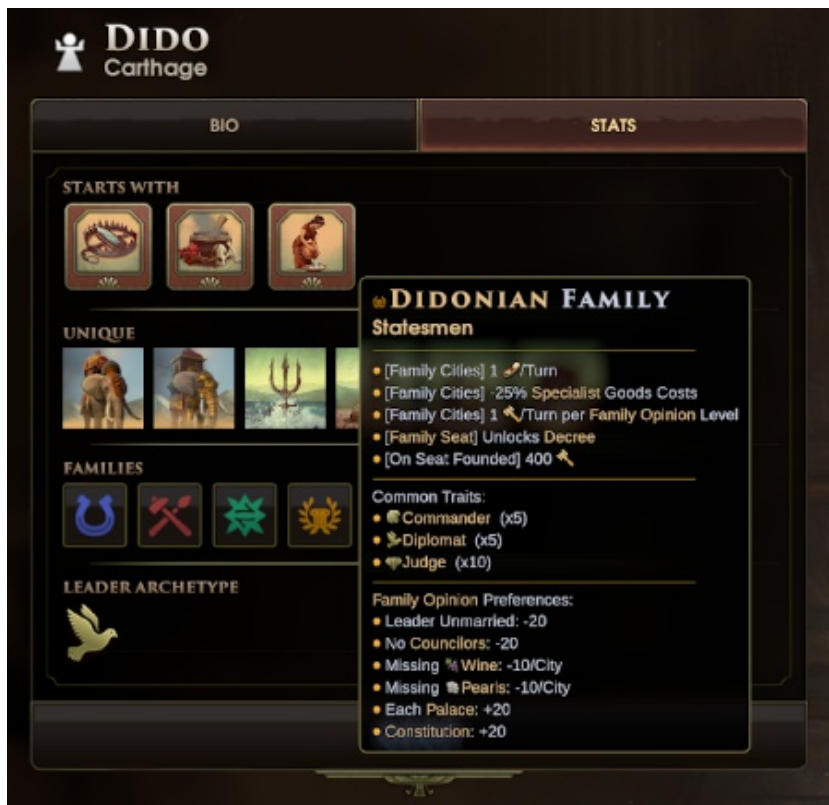 DIDO
Carthage
BIO
STATS
STARTS WITH
UNIQUE
FAMILIES
LEADER ARCHETYPE
DIDONIAN FAMILY
Statesmen
• [Family Cities] 1 /Turn
• [Family Cities] -25% Specialist Goods Costs
• [Family Cities] 1 /Turn per Family Opinion Level
• [Family Seat] Unlocks Decree
• [On Seat Founded] 400
Common Traits:
• Commander (x5)
• Diplomat (x5)
• Judge (x10)
Family Opinion Preferences:
• Leader Unmarried: -20
• No Councilors: -20
• Missing Wine: -10/City
• Missing Pearls: -10/City
• Each Palace: +20
• Constitution: +20